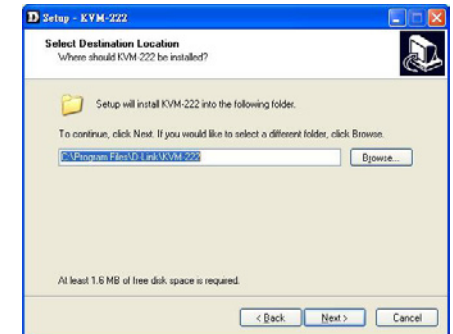 D Setup - KVM-222
Select Destination Location
Where should KVM-222 be installed?
Setup will install KVM-222 into the following folder.
To continue, click Next. If you would like to select a different folder, click Browse.
C:\Program Files\D-Link\KVM-222
Browse...
At least 1.6 MB of free disk space is required.
< Back
Next >
Cancel